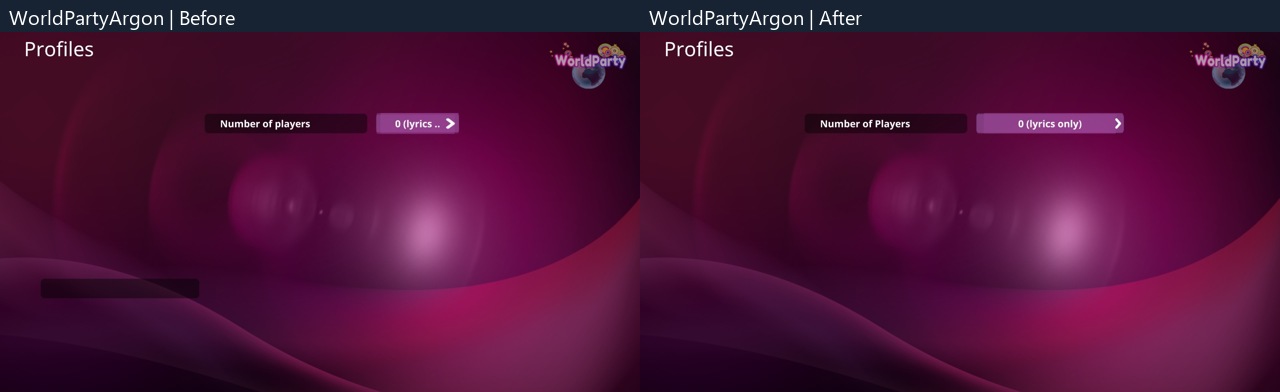 WorldPartyArgon | Before
Profiles
WorldParty
Number of players
0 (lyrics ..
WorldPartyArgon | After
Profiles
WorldParty
Number of Players
0 (lyrics only)